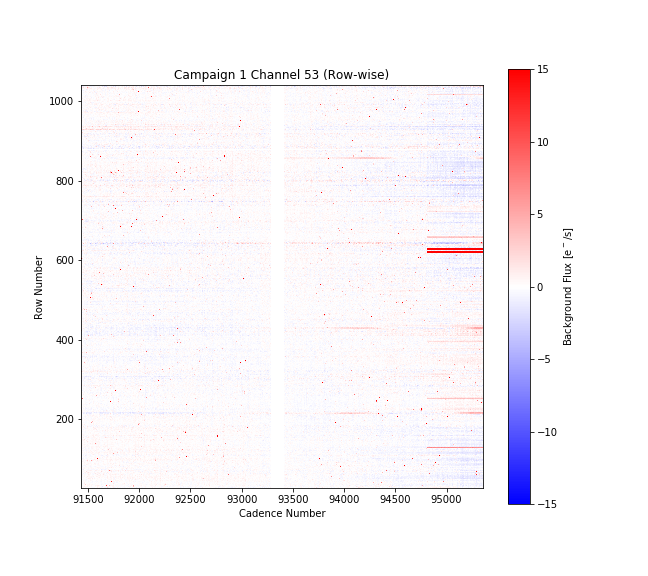 Campaign 1 Channel 53 (Row-wise)
1000
800
600
400
200
Row Number
91500 92000 92500 93000 93500 94000 94500 95000
Cadence Number
15
10
5
0
−5
−10
−15
Background Flux [e⁻/s]